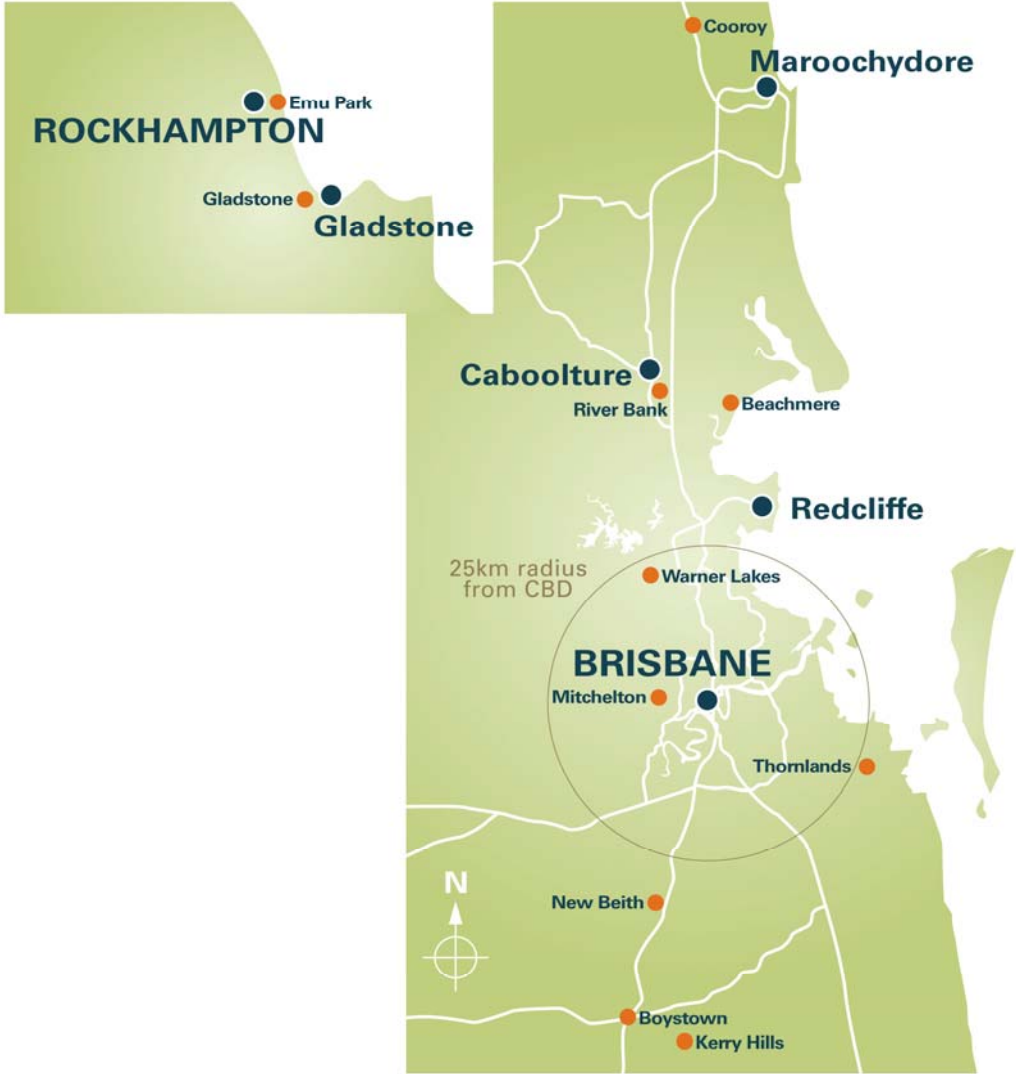 Cooroy
Maroochydore
Emu Park
ROCKHAMPTON
Gladstone
Gladstone
Caboolture
River Bank
Beachmere
Redcliffe
25km radius
from CBD
Warner Lakes
BRISBANE
Mitchelton
Thornlands
N
New Beith
Boystown
Kerry Hills